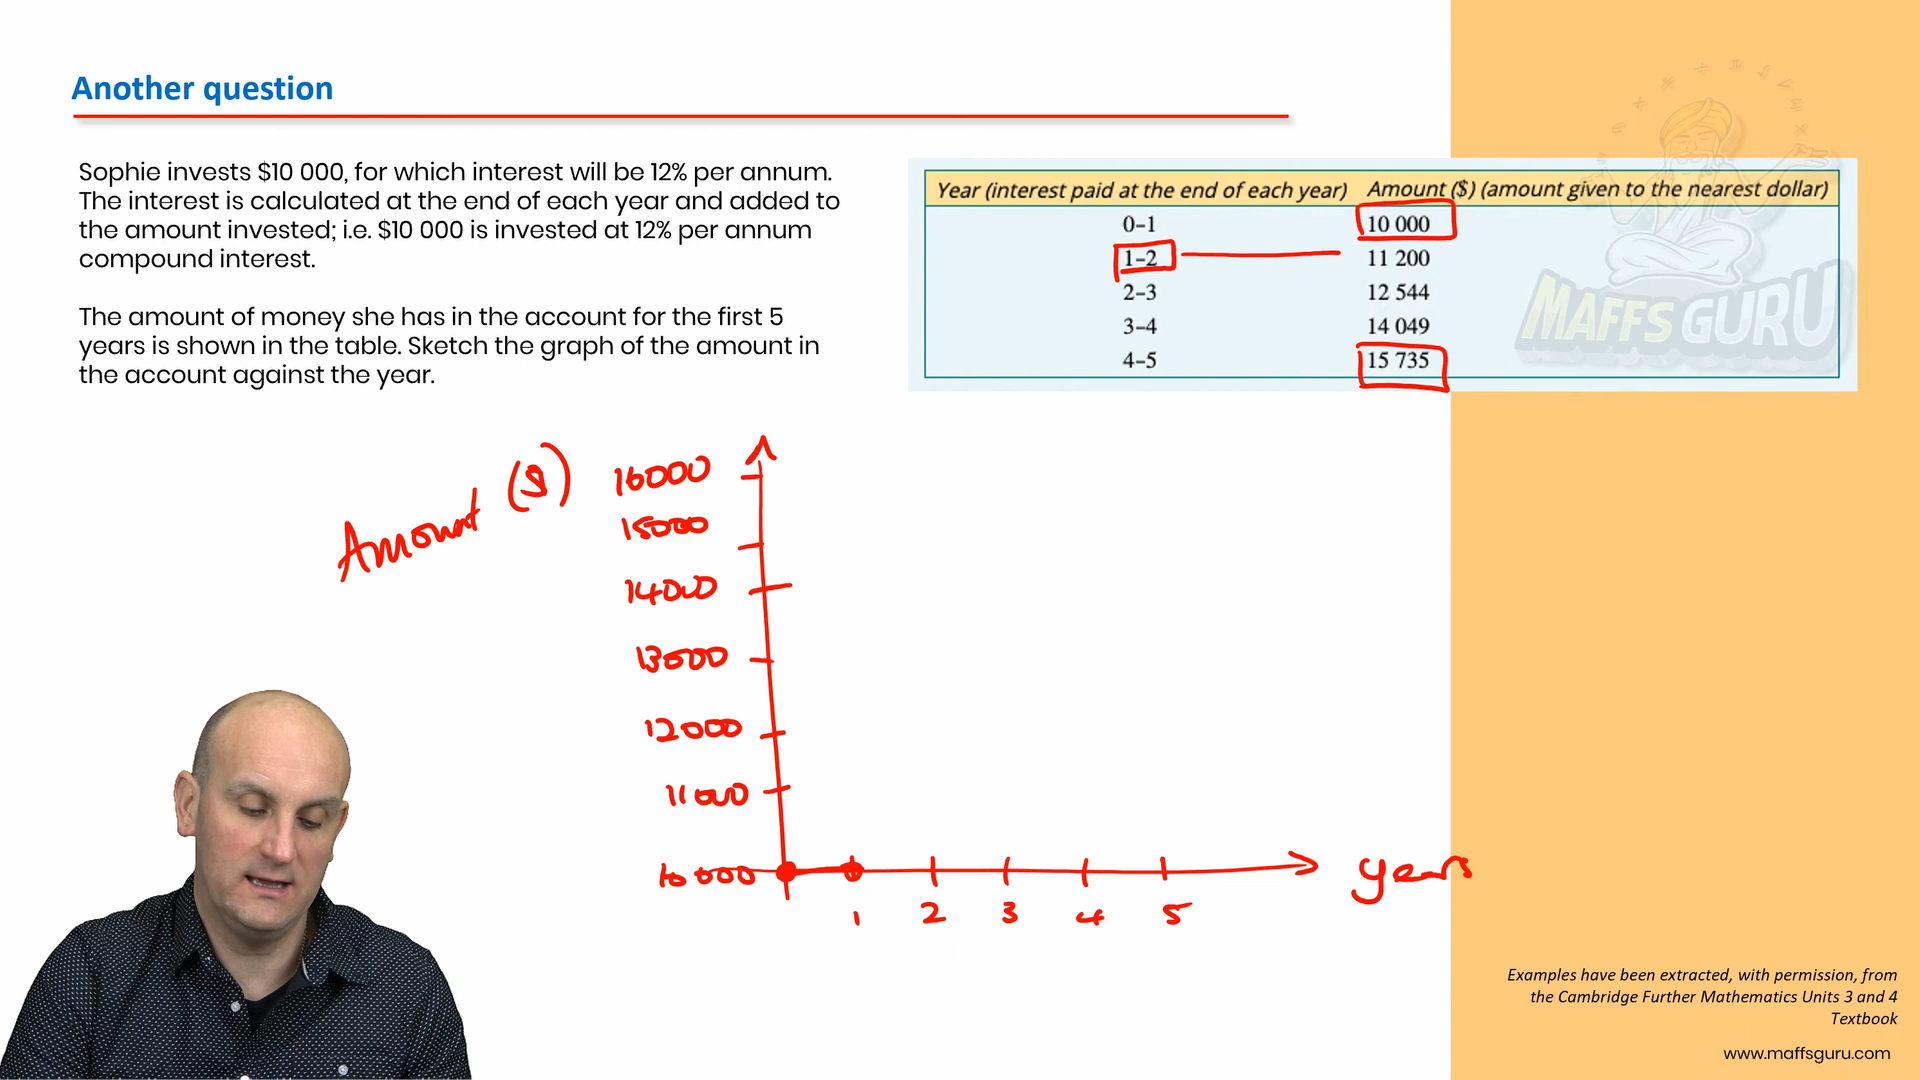 Another question
Sophie invests $10 000, for which interest will be 12% per annum.
The interest is calculated at the end of each year and added to
the amount invested; i.e. $10 000 is invested at 12% per annum
compound interest.
The amount of money she has in the account for the first 5
years is shown in the table. Sketch the graph of the amount in
the account against the year.
Year (interest paid at the end of each year) Amount ($) (amount given to the nearest dollar)
0–1 10 000
1–2 11 200
2–3 12 544
3–4 14 049
4–5 15 735
MAFFS GURU
Amount ($)
16000
15000
14000
13000
12000
11000
10000
1 2 3 4 5
years
Examples have been extracted, with permission, from
the Cambridge Further Mathematics Units 3 and 4
Textbook
www.maffsguru.com